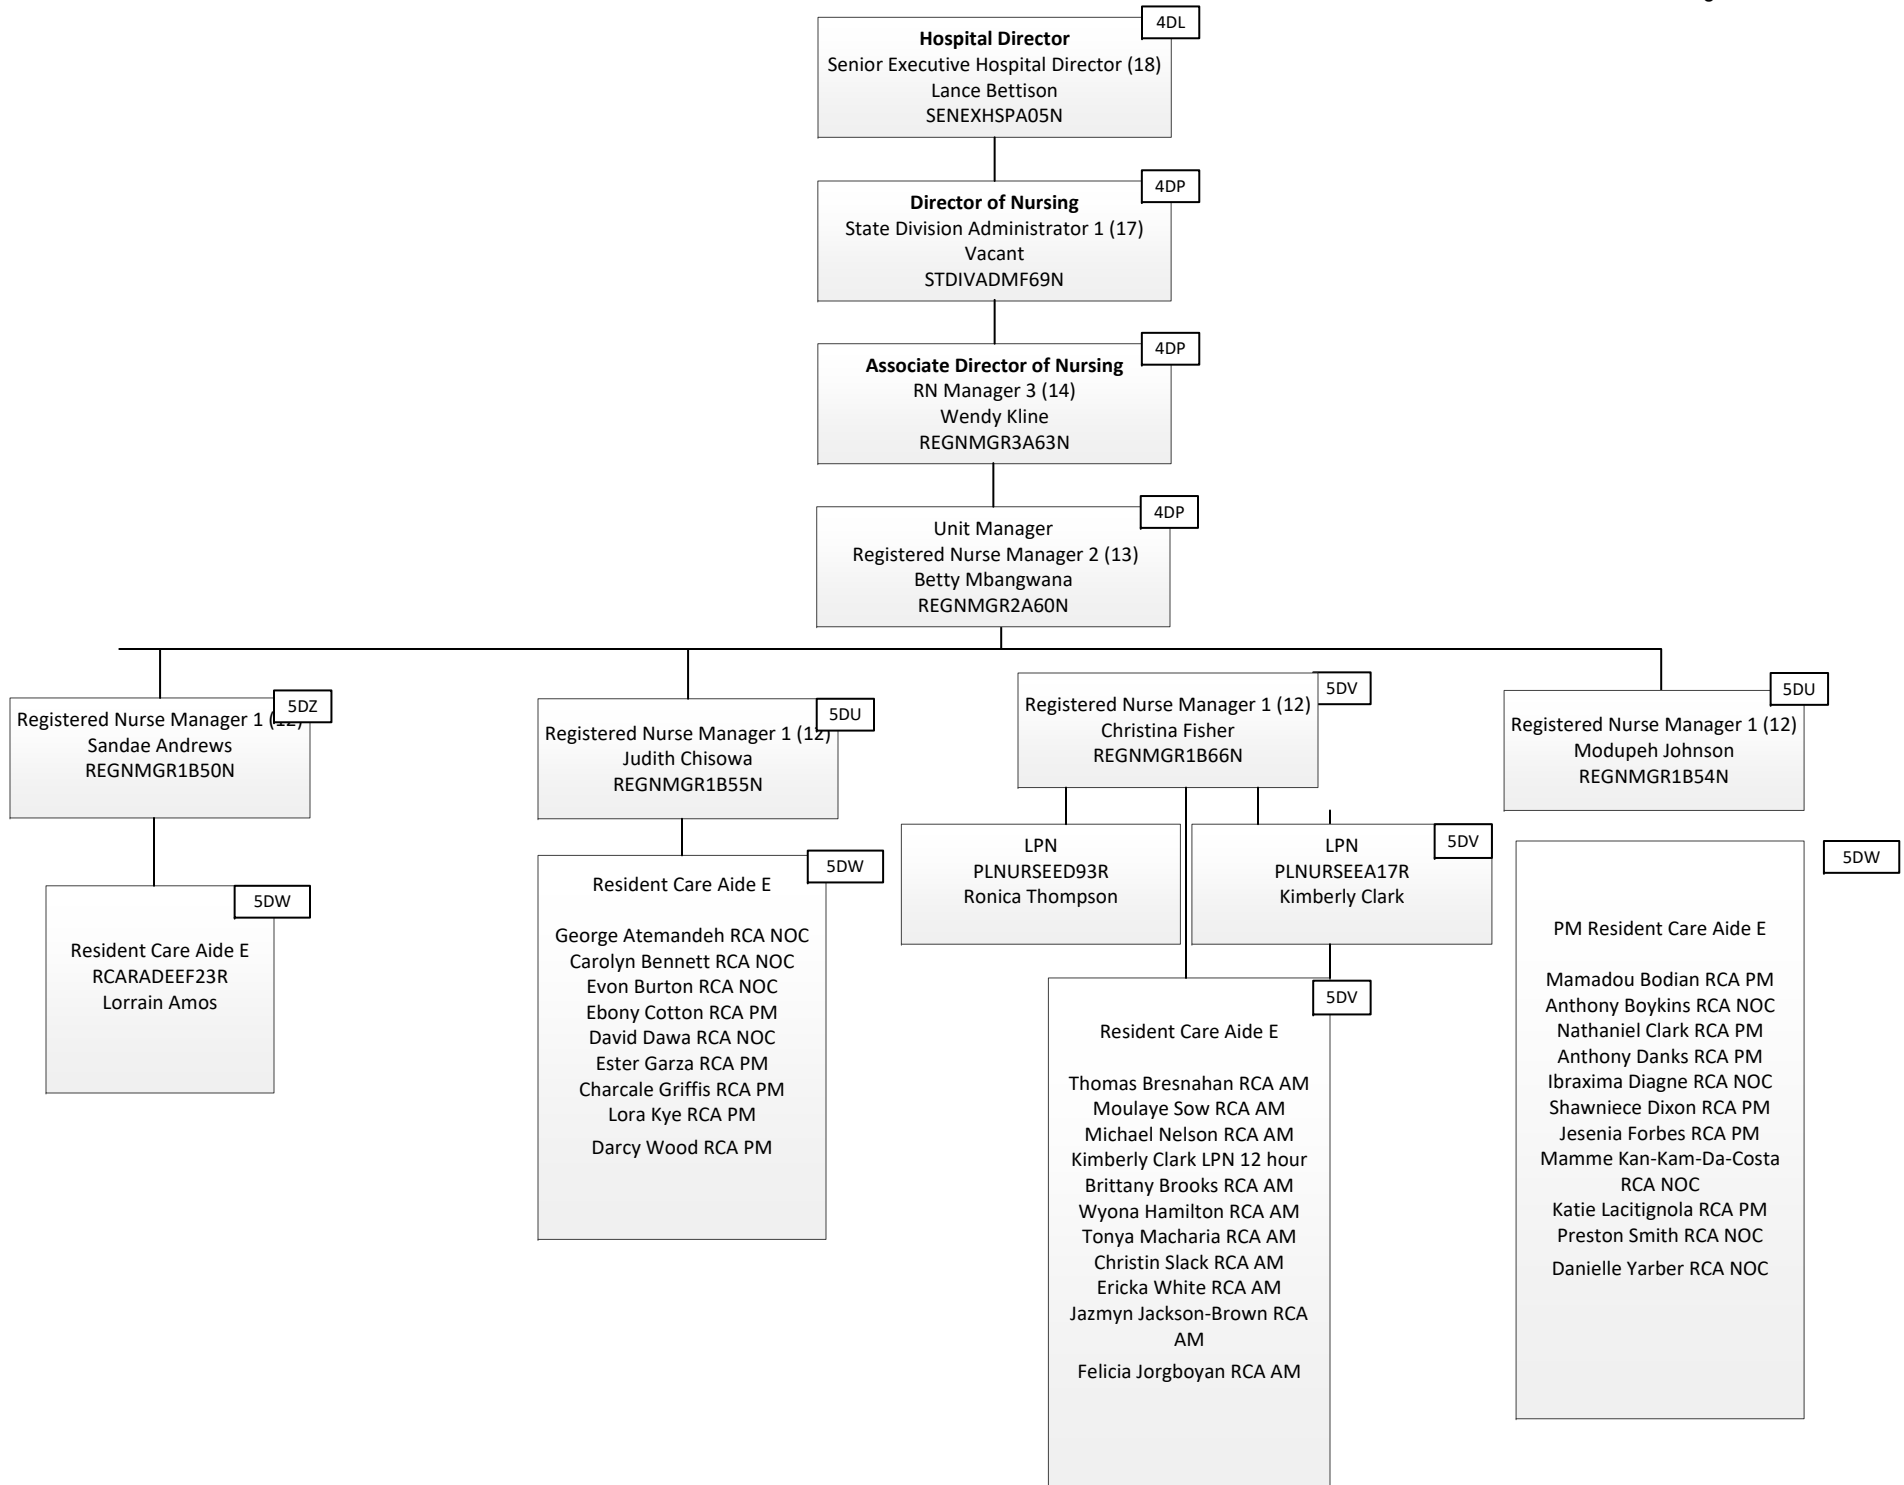 4DL
Hospital Director
Senior Executive Hospital Director (18)
Lance Bettison
SENEXHSPA05N
4DP
Director of Nursing
State Division Administrator 1 (17)
Vacant
STDIVADMF69N
4DP
Associate Director of Nursing
RN Manager 3 (14)
Wendy Kline
REGNMGR3A63N
4DP
Unit Manager
Registered Nurse Manager 2 (13)
Betty Mbangwana
REGNMGR2A60N
5DZ
Registered Nurse Manager 1 (12)
Sandae Andrews
REGNMGR1B50N
5DW
Resident Care Aide E
RCARADEEF23R
Lorrain Amos
5DU
Registered Nurse Manager 1 (12)
Judith Chisowa
REGNMGR1B55N
5DW
Resident Care Aide E
George Atemandeh RCA NOC
Carolyn Bennett RCA NOC
Evon Burton RCA NOC
Ebony Cotton RCA PM
David Dawa RCA NOC
Ester Garza RCA PM
Charcale Griffis RCA PM
Lora Kye RCA PM
Darcy Wood RCA PM
5DV
Registered Nurse Manager 1 (12)
Christina Fisher
REGNMGR1B66N
LPN
PLNURSEED93R
Ronica Thompson
5DV
LPN
PLNURSEEA17R
Kimberly Clark
5DV
Resident Care Aide E
Thomas Bresnahan RCA AM
Moulaye Sow RCA AM
Michael Nelson RCA AM
Kimberly Clark LPN 12 hour
Brittany Brooks RCA AM
Wyona Hamilton RCA AM
Tonya Macharia RCA AM
Christin Slack RCA AM
Ericka White RCA AM
Jazmyn Jackson-Brown RCA
AM
Felicia Jorgboyan RCA AM
5DU
Registered Nurse Manager 1 (12)
Modupeh Johnson
REGNMGR1B54N
5DW
PM Resident Care Aide E
Mamadou Bodian RCA PM
Anthony Boykins RCA NOC
Nathaniel Clark RCA PM
Anthony Danks RCA PM
Ibraxima Diagne RCA NOC
Shawniece Dixon RCA PM
Jesenia Forbes RCA PM
Mamme Kan-Kam-Da-Costa
RCA NOC
Katie Lacitignola RCA PM
Preston Smith RCA NOC
Danielle Yarber RCA NOC